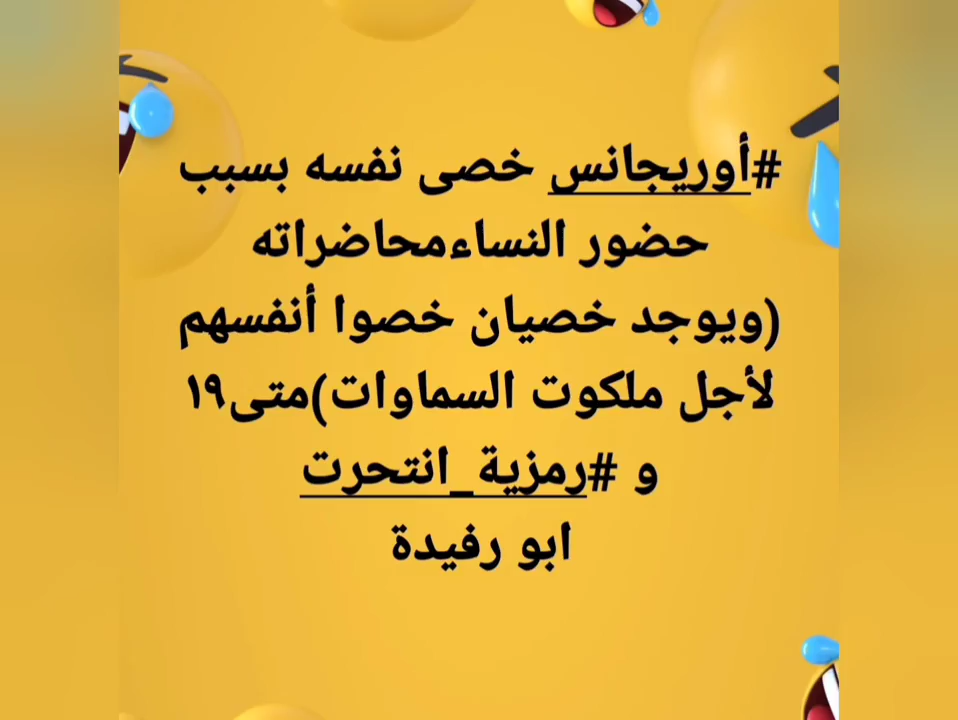 #أوريجانس خصى نفسه بسبب
حضور النساءمحاضراته
(ويوجد خصيان خصوا أنفسهم
لأجل ملكوت السماوات)متى١٩
و #رمزية_انتحرت
ابو رفيدة